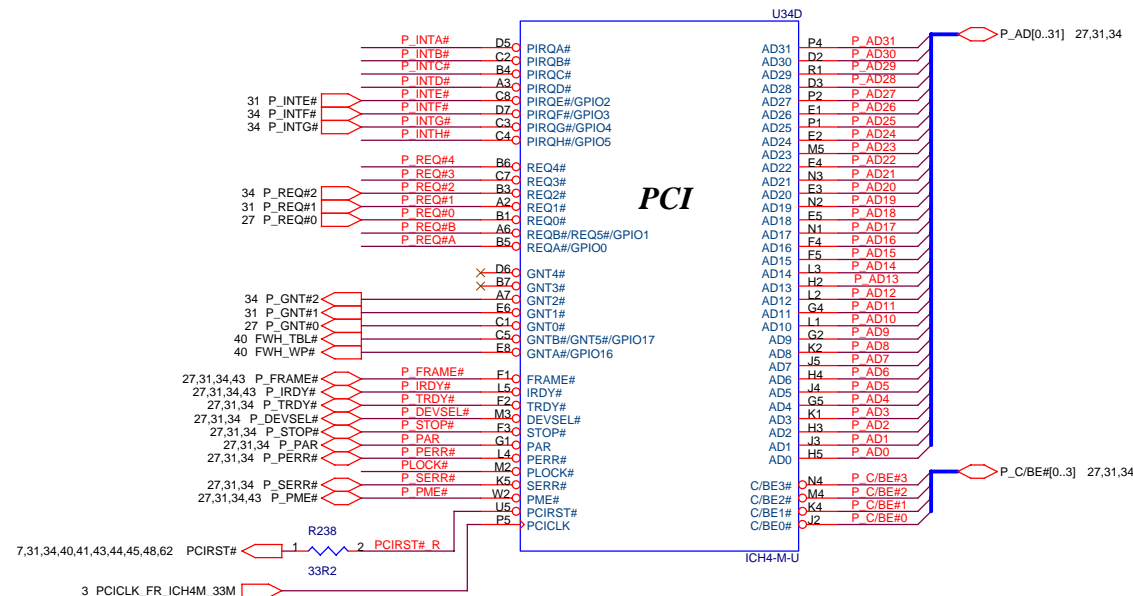 U34D
P_INTA# D5 PIRQA# AD31 P4 P_AD31 P_AD[0..31] 27,31,34
P_INTB# C2 PIRQB# AD30 D2 P_AD30
P_INTC# B4 PIRQC# AD29 R1 P_AD29
P_INTD# A3 PIRQD# AD28 D3 P_AD28
31 P_INTE# P_INTE# C8 PIRQE#/GPIO2 AD27 P2 P_AD27
34 P_INTF# P_INTF# D7 PIRQF#/GPIO3 AD26 E1 P_AD26
34 P_INTG# P_INTG# C3 PIRQG#/GPIO4 AD25 P1 P_AD25
P_INTH# C4 PIRQH#/GPIO5 AD24 E2 P_AD24
AD23 M5 P_AD23
P_REQ#4 B6 REQ4# AD22 E4 P_AD22
P_REQ#3 C7 REQ3# AD21 N3 P_AD21
34 P_REQ#2 P_REQ#2 B3 REQ2# AD20 E3 P_AD20
31 P_REQ#1 P_REQ#1 A2 REQ1# AD19 N2 P_AD19
27 P_REQ#0 P_REQ#0 B1 REQ0# AD18 E5 P_AD18
P_REQ#B A6 REQB#/REQ5#/GPIO1 AD17 N1 P_AD17
P_REQ#A B5 REQA#/GPIO0 AD16 F4 P_AD16
PCI
AD15 F5 P_AD15
D6 GNT4# AD14 L3 P_AD14
B7 GNT3# AD13 H2 P_AD13
34 P_GNT#2 A7 GNT2# AD12 L2 P_AD12
31 P_GNT#1 E6 GNT1# AD11 G4 P_AD11
27 P_GNT#0 C1 GNT0# AD10 L1 P_AD10
40 FWH_TBL# C5 GNTB#/GNT5#/GPIO17 AD9 G2 P_AD9
40 FWH_WP# E8 GNTA#/GPIO16 AD8 K2 P_AD8
AD7 J5 P_AD7
27,31,34,43 P_FRAME# P_FRAME# F1 FRAME# AD6 H4 P_AD6
27,31,34,43 P_IRDY# P_IRDY# L5 IRDY# AD5 J4 P_AD5
27,31,34 P_TRDY# P_TRDY# F2 TRDY# AD4 G5 P_AD4
27,31,34 P_DEVSEL# P_DEVSEL# M3 DEVSEL# AD3 K1 P_AD3
27,31,34 P_STOP# P_STOP# F3 STOP# AD2 H3 P_AD2
27,31,34 P_PAR P_PAR G1 PAR AD1 J3 P_AD1
27,31,34 P_PERR# P_PERR# L4 PERR# AD0 H5 P_AD0
PLOCK# M2 PLOCK#
27,31,34 P_SERR# P_SERR# K5 SERR# C/BE3# N4 P_C/BE#3 P_C/BE#[0..3] 27,31,34
27,31,34,43 P_PME# P_PME# W2 PME# C/BE2# M4 P_C/BE#2
U5 PCIRST# C/BE1# K4 P_C/BE#1
P5 PCICLK C/BE0# J2 P_C/BE#0
R238
7,31,34,40,41,43,44,45,48,62 PCIRST# 1 2 PCIRST#_R
ICH4-M-U
33R2
3 PCICLK_FR_ICH4M_33M